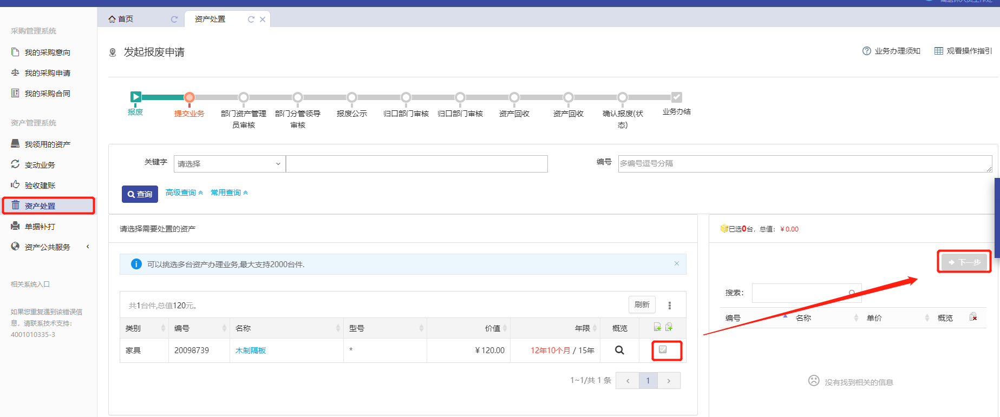 首页
资产处置
采购管理系统
我的采购意向
我的采购申请
我的采购合同
资产管理系统
我领用的资产
变动业务
验收建账
资产处置
单据补打
资产公共服务
相关系统入口
如果您重复遇到该错误信
息，请联系技术支持：
4001010335-3
发起报废申请
业务办理须知
观看操作指引
报废
提交业务
部门资产管理
员审核
部门分管领导
审核
报废公示
归口部门审核
归口部门审核
资产回收
资产回收
确认报废(状
态)
业务办结
关键字
请选择
编号
多编号逗号分隔
查询
高级查询
常用查询
请选择需要处置的资产
可以挑选多台资产办理业务,最大支持2000台件.
共1台件,总值120元。
刷新
类别 编号 名称 型号 价值 年限 概览
家具 20098739 木制隔板 * ￥120.00 12年10个月 / 15年
1~1/共 1 条
1
已选0台，总值：￥0.00
下一步
搜索：
编号 名称 单价 概览
没有找到相关的信息